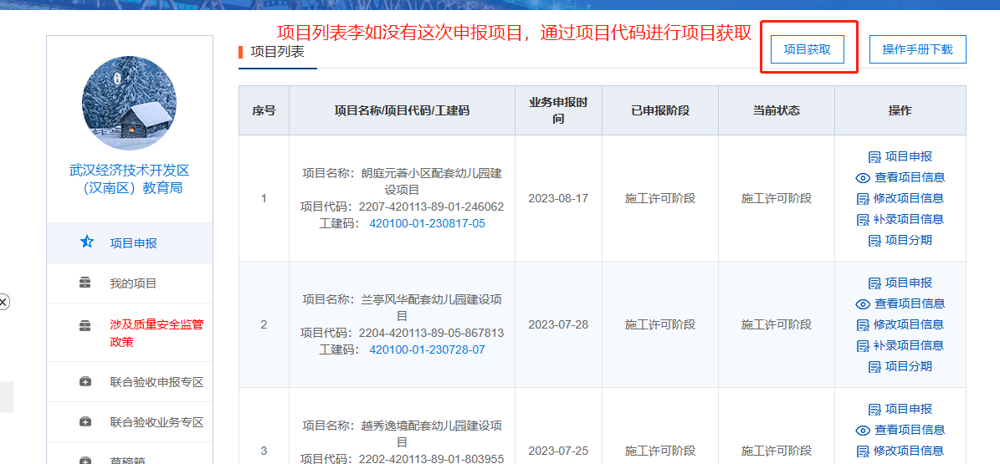 项目列表李如没有这次申报项目，通过项目代码进行项目获取
项目列表
项目获取
操作手册下载
武汉经济技术开发区
（汉南区）教育局
项目申报
我的项目
涉及质量安全监管
政策
联合验收申报专区
联合验收业务专区
草稿箱
序号
项目名称/项目代码/工建码
业务申报时
间
已申报阶段
当前状态
操作
1
项目名称：朗庭元著小区配套幼儿园建
设项目
项目代码：2207-420113-89-01-246062
工建码：420100-01-230817-05
2023-08-17
施工许可阶段
施工许可阶段
项目申报
查看项目信息
修改项目信息
补录项目信息
项目分期
2
项目名称：兰亭风华配套幼儿园建设项
目
项目代码：2204-420113-89-05-867813
工建码：420100-01-230728-07
2023-07-28
施工许可阶段
施工许可阶段
项目申报
查看项目信息
修改项目信息
补录项目信息
项目分期
3
项目名称：越秀逸境配套幼儿园建设项
目
项目代码：2202-420113-89-01-803955
2023-07-25
施工许可阶段
施工许可阶段
项目申报
查看项目信息
修改项目信息